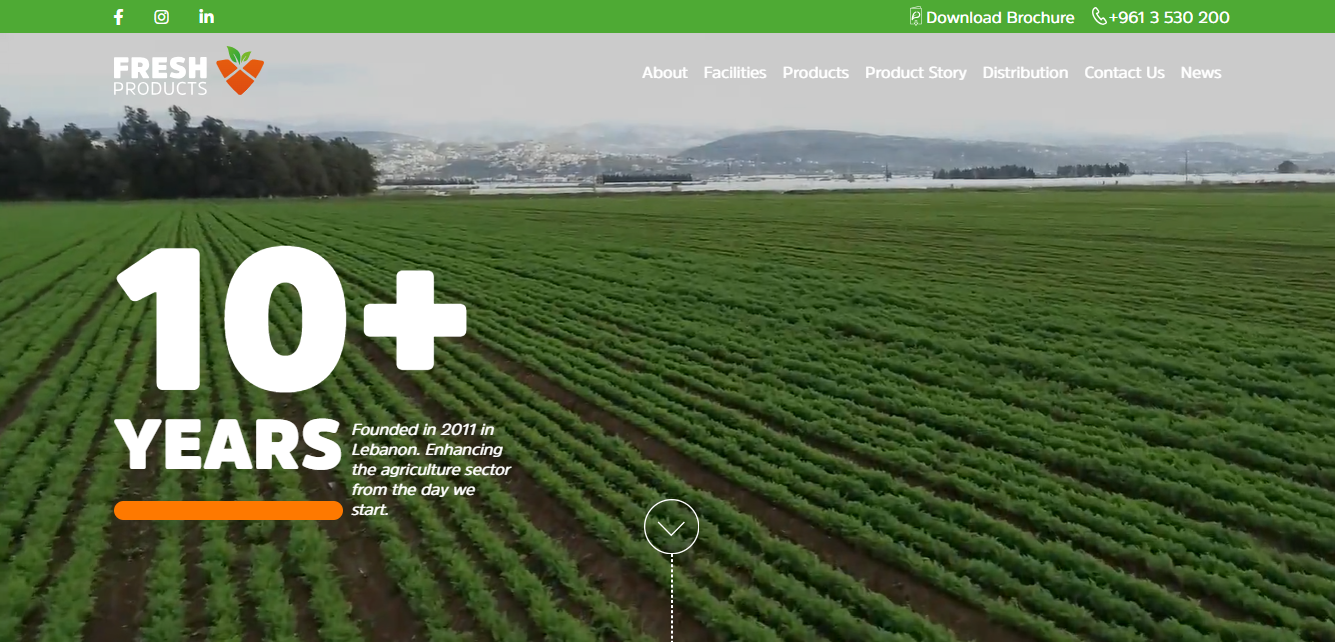 Download Brochure
+961 3 530 200
FRESH
PRODUCTS
About Facilities Products Product Story Distribution Contact Us News
10+
YEARS
Founded in 2011 in
Lebanon. Enhancing
the agriculture sector
from the day we
start.